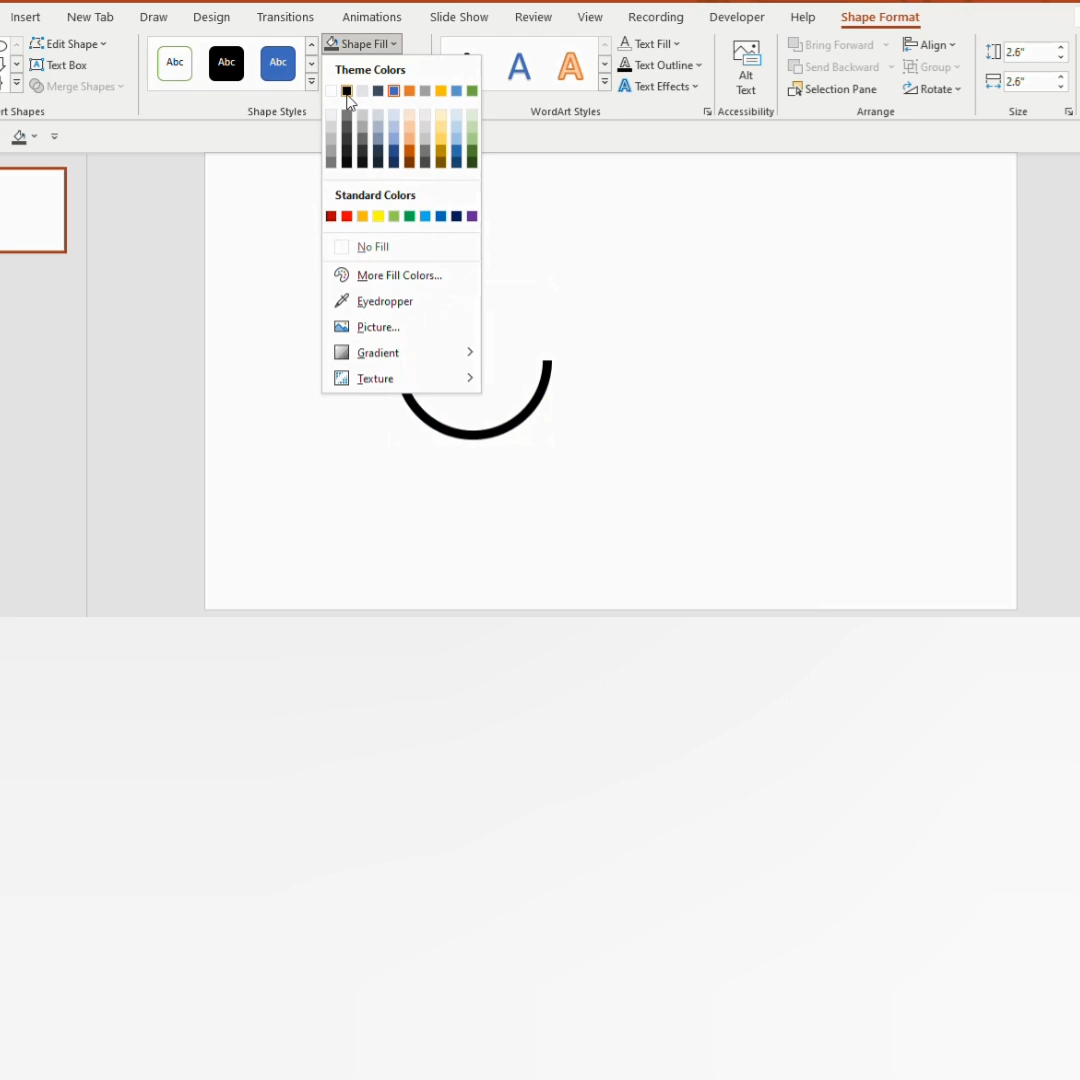 Insert New Tab Draw Design Transitions Animations Slide Show Review View Recording Developer Help Shape Format
Edit Shape
Text Box
Merge Shapes
rt Shapes
Abc Abc Abc
Shape Styles
Shape Fill
Theme Colors
Standard Colors
No Fill
More Fill Colors...
Eyedropper
Picture...
Gradient
Texture
A A
Text Fill
Text Outline
Text Effects
WordArt Styles
Alt
Text
Accessibility
Bring Forward
Send Backward
Selection Pane
Align
Group
Rotate
Arrange
2.6"
2.6"
Size